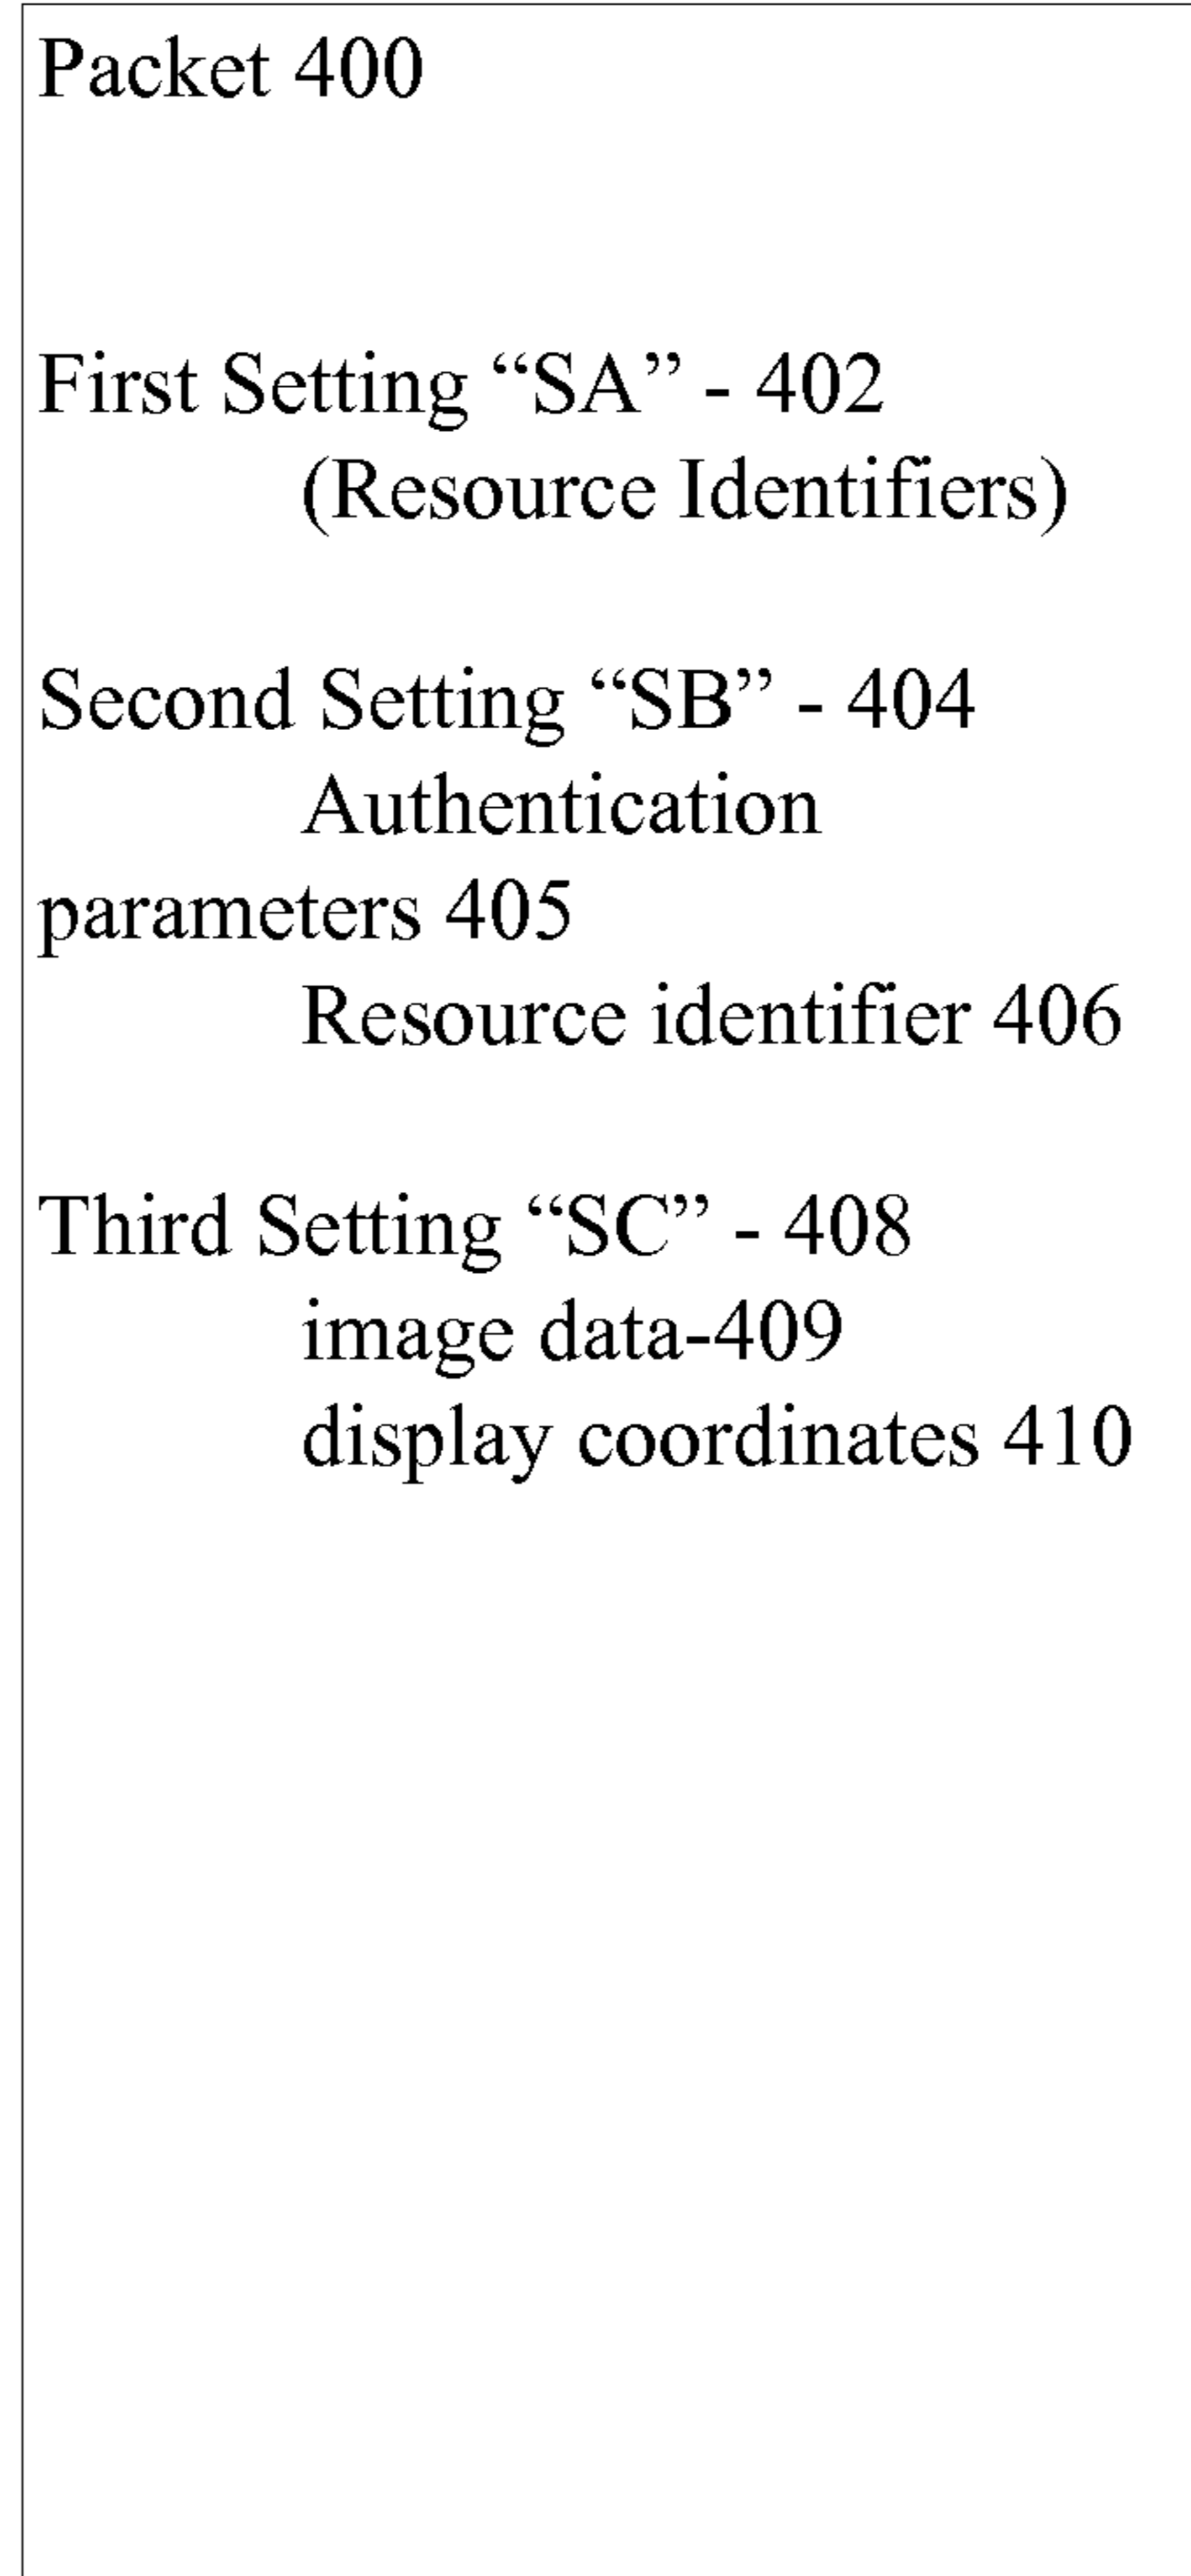 Packet 400
First Setting “SA” - 402
(Resource Identifiers)
Second Setting “SB” - 404
Authentication
parameters 405
Resource identifier 406
Third Setting “SC” - 408
image data-409
display coordinates 410